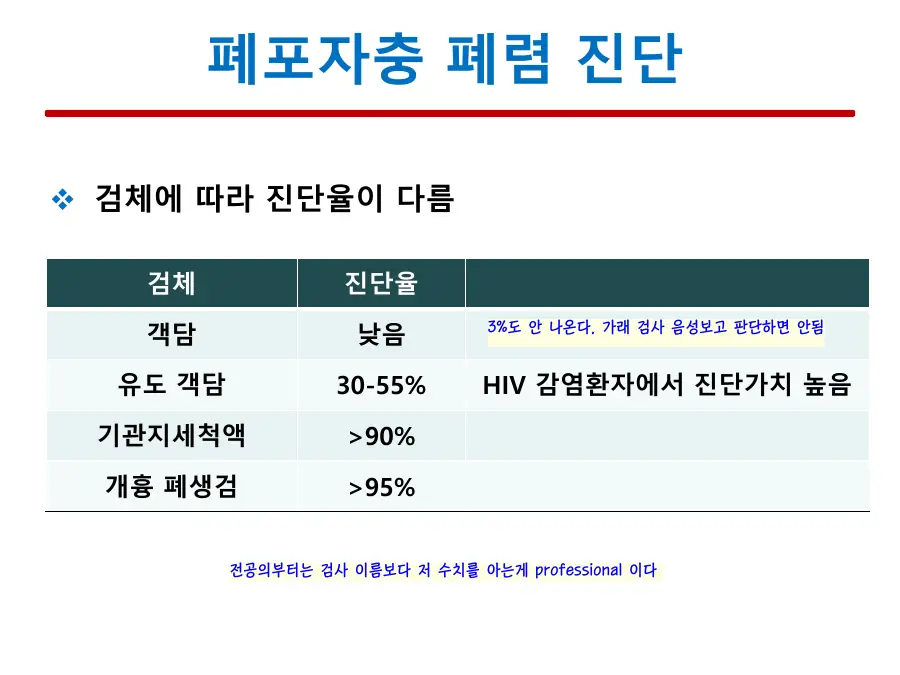 폐포자충 폐렴 진단
❖ 검체에 따라 진단율이 다름
검체 진단율
객담 낮음 3%도 안 나온다. 가래 검사 음성보고 판단하면 안됨
유도 객담 30-55% HIV 감염환자에서 진단가치 높음
기관지세척액 >90%
개흉 폐생검 >95%
전공의부터는 검사 이름보다 저 수치를 아는게 professional 이다